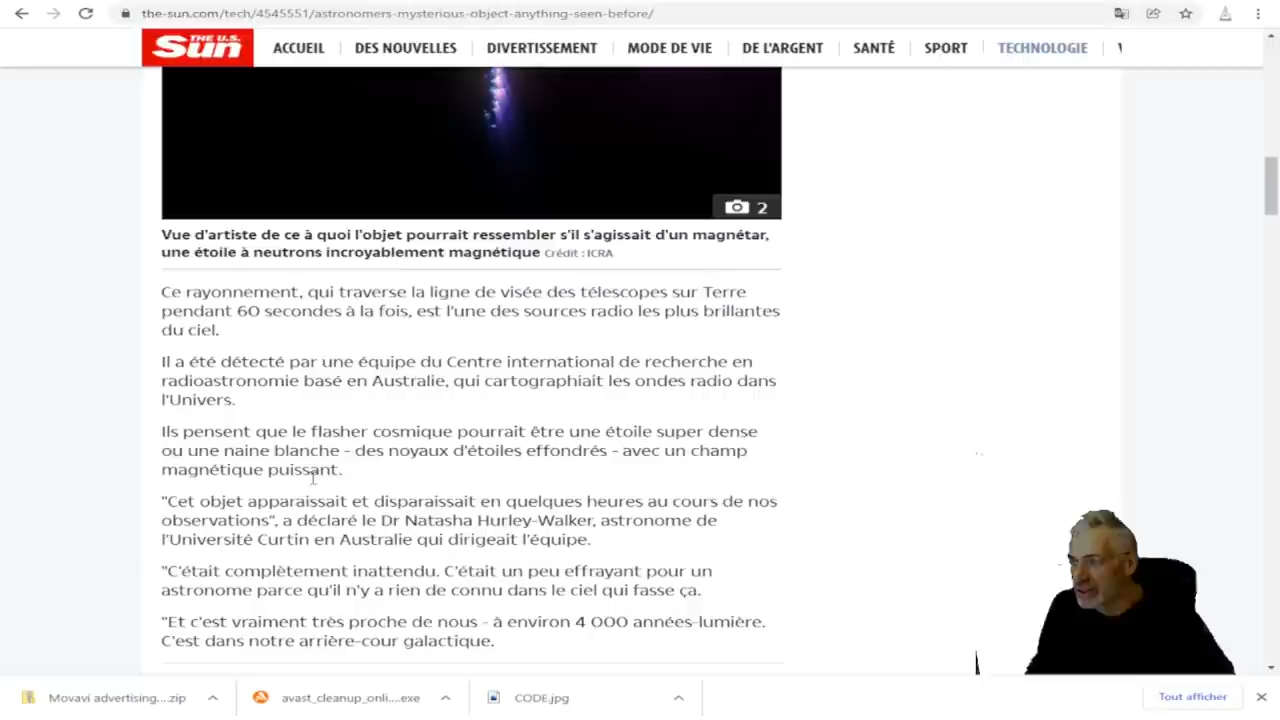 the-sun.com/tech/4545551/astronomers-mysterious-object-anything-seen-before/
THE U.S. Sun
ACCUEIL DES NOUVELLES DIVERTISSEMENT MODE DE VIE DE L'ARGENT SANTÉ SPORT TECHNOLOGIE
2
Vue d'artiste de ce à quoi l'objet pourrait ressembler s'il s'agissait d'un magnétar,
une étoile à neutrons incroyablement magnétique Crédit : ICRA
Ce rayonnement, qui traverse la ligne de visée des télescopes sur Terre
pendant 60 secondes à la fois, est l'une des sources radio les plus brillantes
du ciel.
Il a été détecté par une équipe du Centre international de recherche en
radioastronomie basé en Australie, qui cartographiait les ondes radio dans
l'Univers.
Ils pensent que le flasher cosmique pourrait être une étoile super dense
ou une naine blanche - des noyaux d'étoiles effondrés - avec un champ
magnétique puissant.
"Cet objet apparaissait et disparaissait en quelques heures au cours de nos
observations", a déclaré le Dr Natasha Hurley-Walker, astronome de
l'Université Curtin en Australie qui dirigeait l'équipe.
"C'était complètement inattendu. C'était un peu effrayant pour un
astronome parce qu'il n'y a rien de connu dans le ciel qui fasse ça.
"Et c'est vraiment très proche de nous - à environ 4 000 années-lumière.
C'est dans notre arrière-cour galactique.
Movavi advertising....zip avast_cleanup_onli....exe CODE.jpg Tout afficher